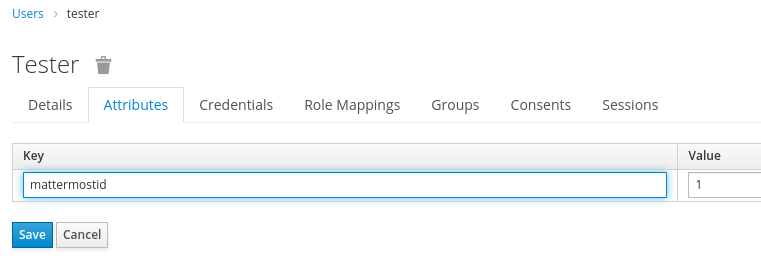 Users > tester
Tester
Details Attributes Credentials Role Mappings Groups Consents Sessions
Key Value
mattermostid 1
Save Cancel